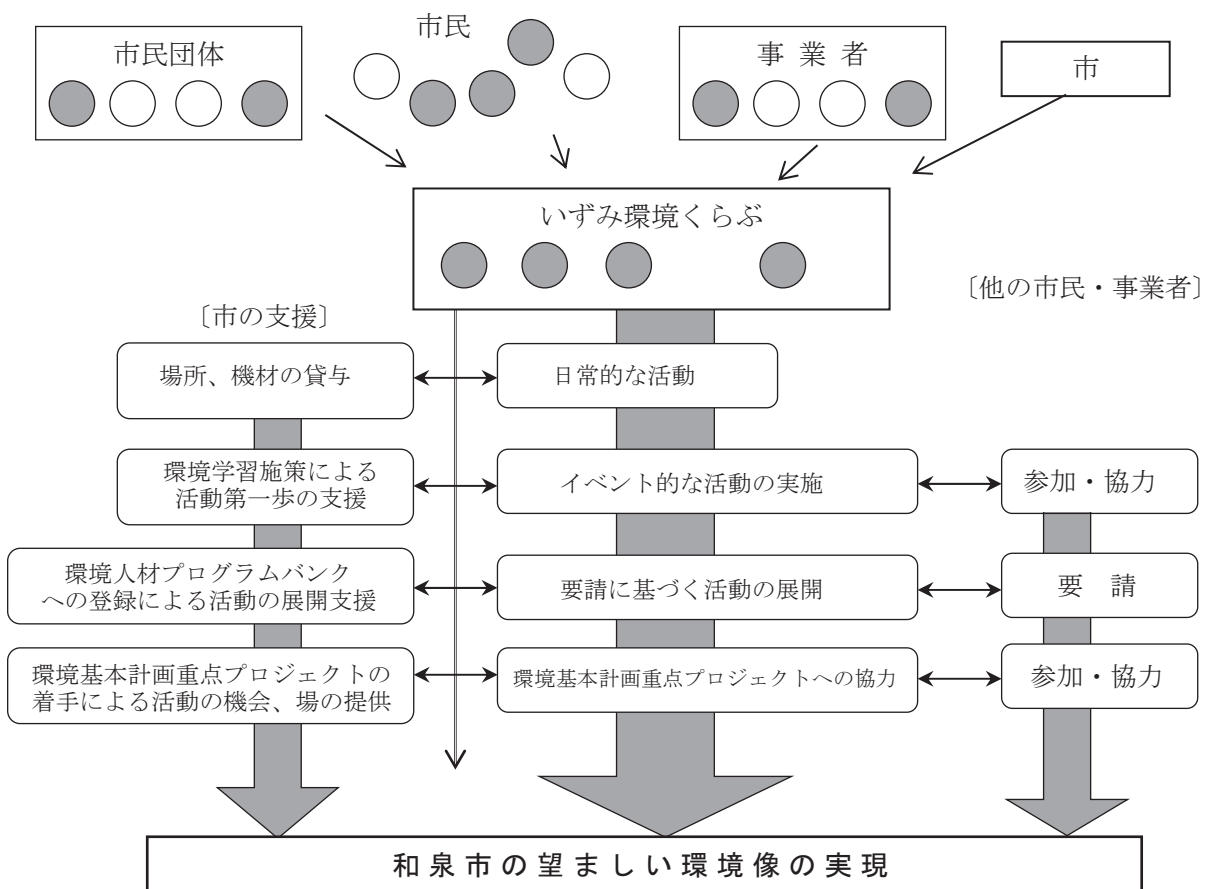 市民団体
市民
事 業 者
市
いずみ環境くらぶ
〔市の支援〕
〔他の市民・事業者〕
場所、機材の貸与
日常的な活動
環境学習施策による
活動第一歩の支援
イベント的な活動の実施
参加・協力
環境人材プログラムバンク
への登録による活動の展開支援
要請に基づく活動の展開
要 請
環境基本計画重点プロジェクトの
着手による活動の機会、場の提供
環境基本計画重点プロジェクトへの協力
参加・協力
和泉市の望ましい環境像の実現